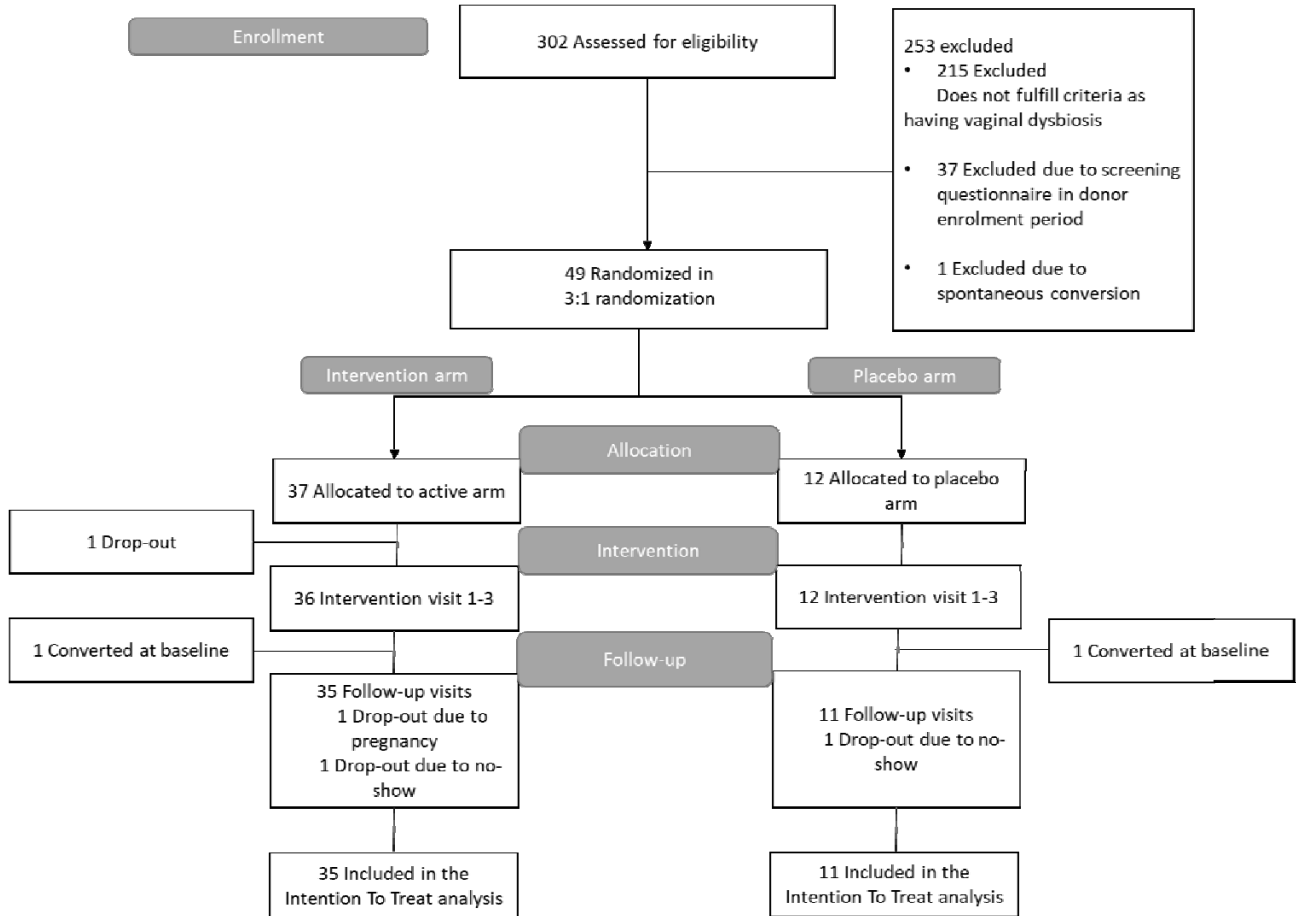 Enrollment
302 Assessed for eligibility
253 excluded
• 215 Excluded
Does not fulfill criteria as
having vaginal dysbiosis
• 37 Excluded due to screening
questionnaire in donor
enrolment period
• 1 Excluded due to
spontaneous conversion
49 Randomized in
3:1 randomization
Intervention arm
Placebo arm
Allocation
37 Allocated to active arm
12 Allocated to placebo
arm
1 Drop-out
Intervention
36 Intervention visit 1-3
12 Intervention visit 1-3
1 Converted at baseline
Follow-up
1 Converted at baseline
35 Follow-up visits
1 Drop-out due to
pregnancy
1 Drop-out due to no-
show
11 Follow-up visits
1 Drop-out due to no-
show
35 Included in the
Intention To Treat analysis
11 Included in the
Intention To Treat analysis